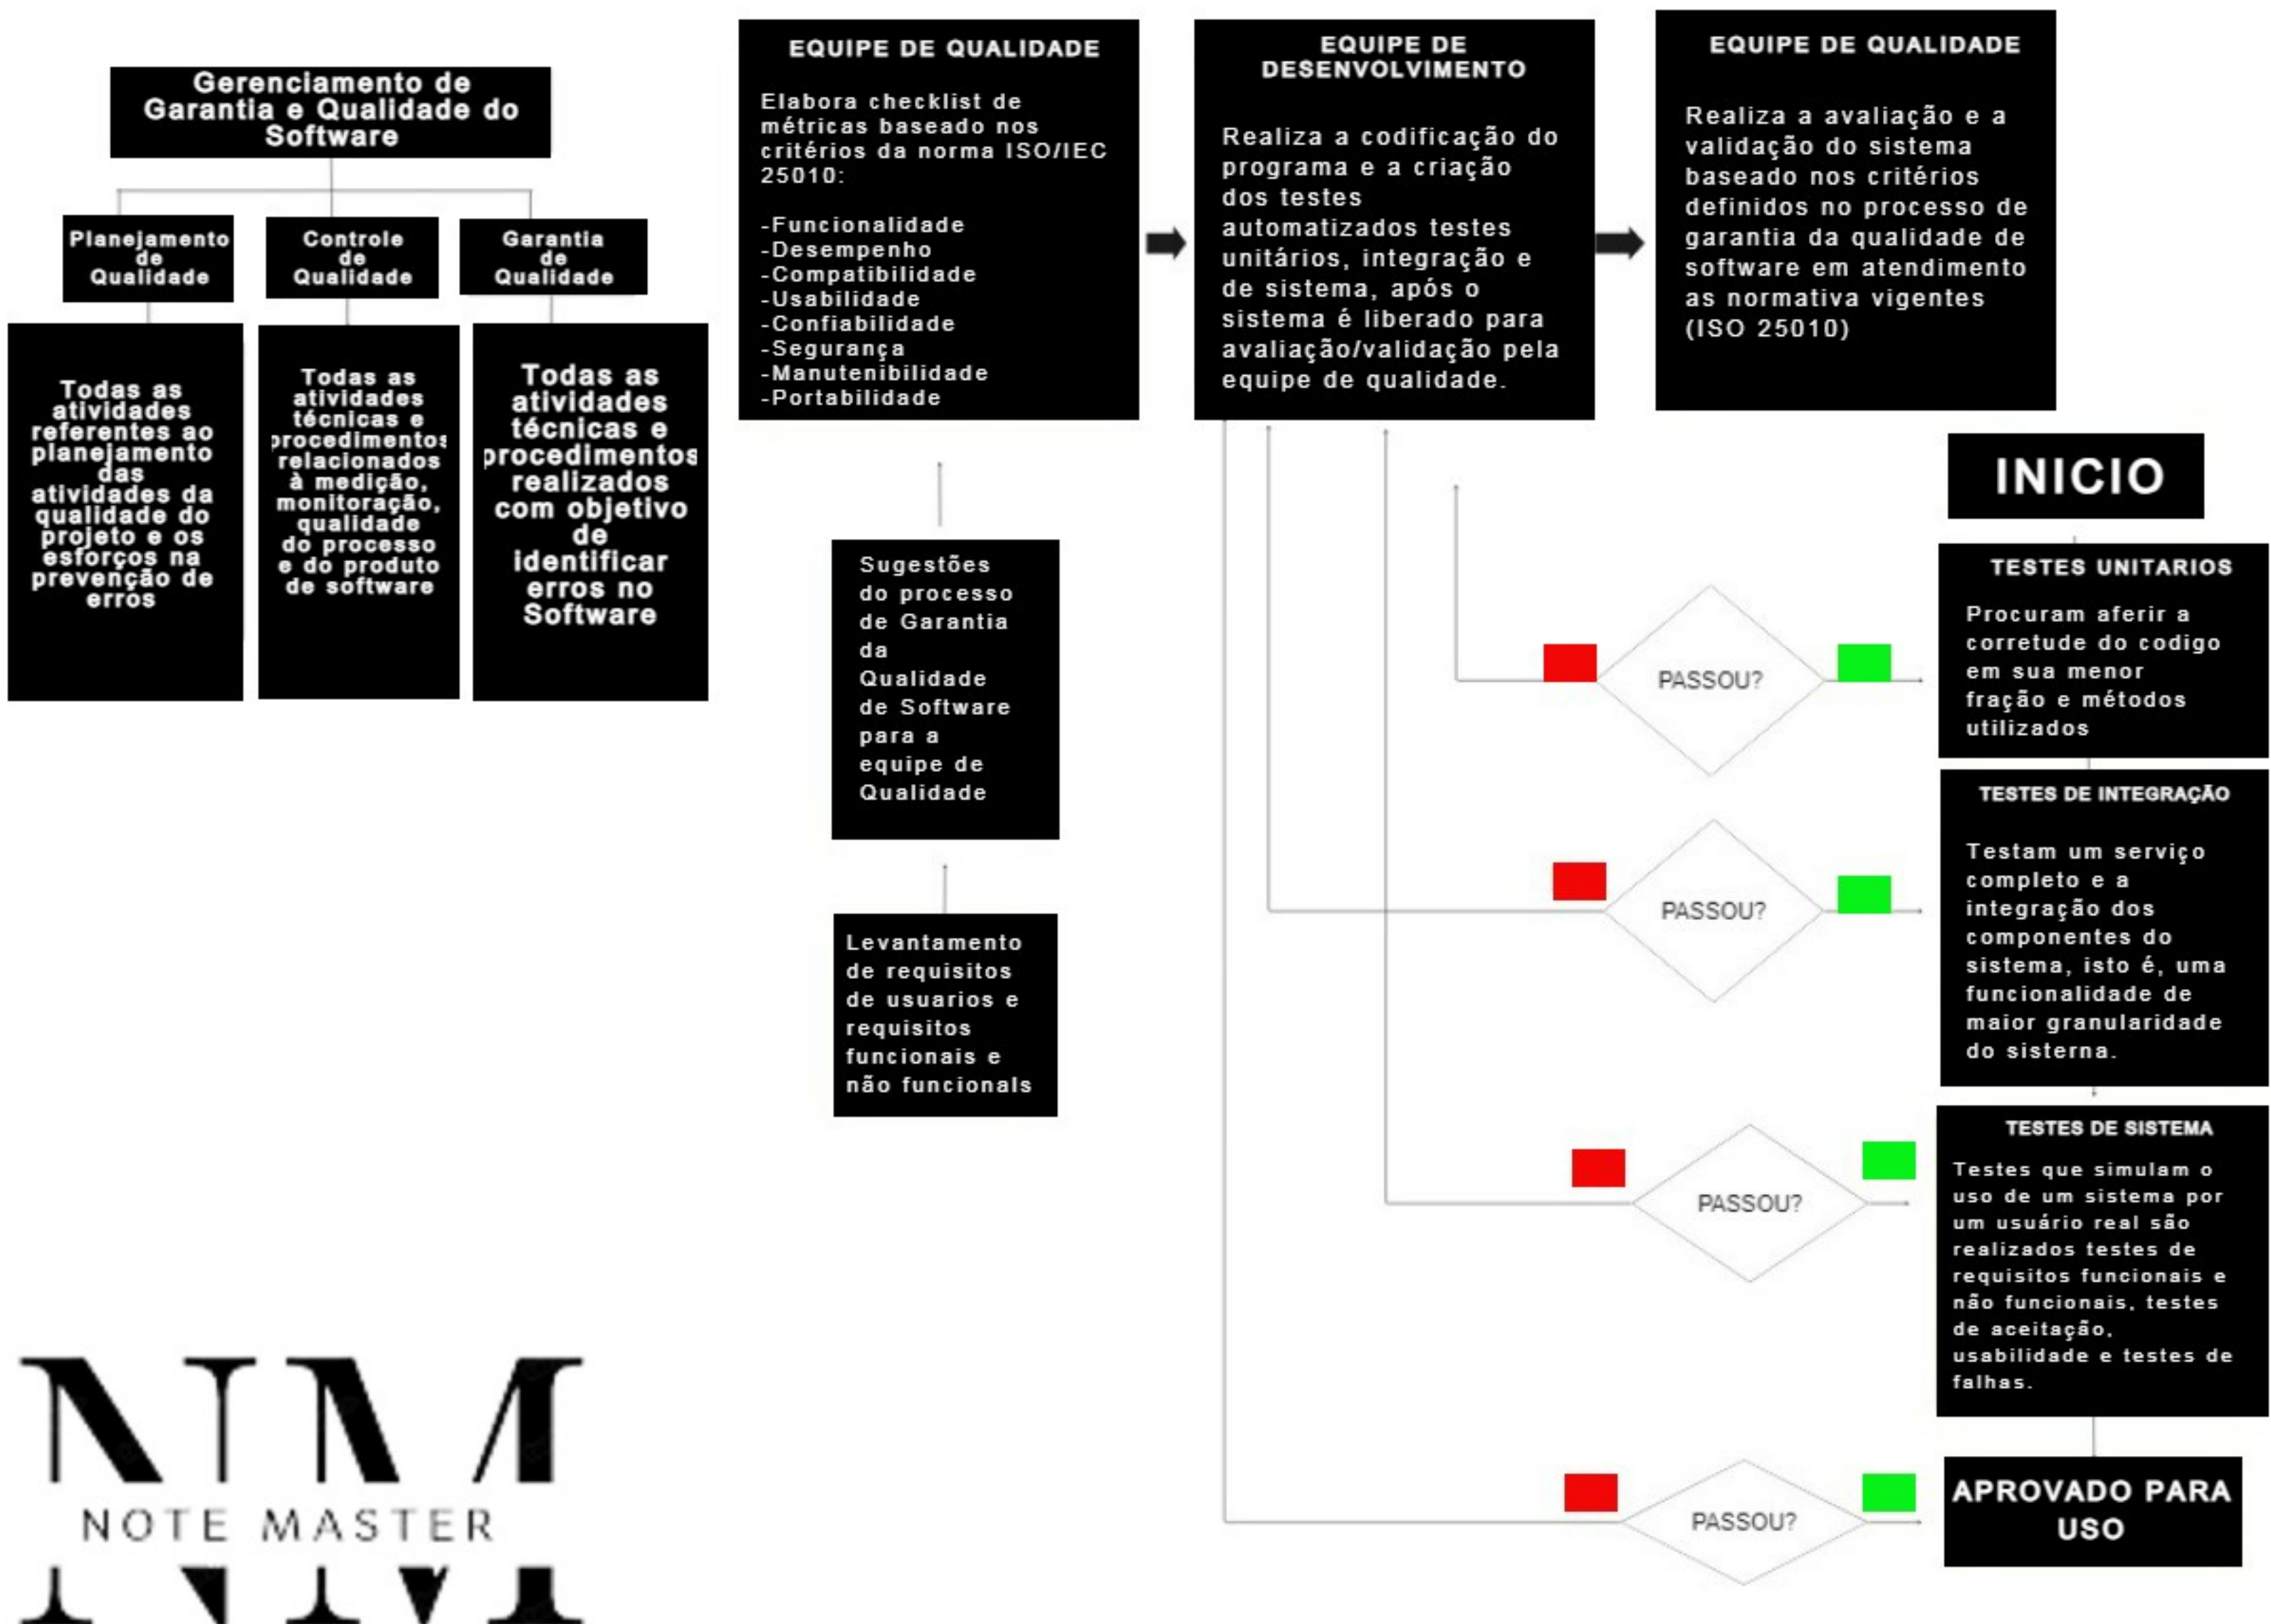 Gerenciamento de
Garantia e Qualidade do
Software
Planejamento
de
Qualidade
Controle
de
Qualidade
Garantia
de
Qualidade
Todas as
atividades
referentes ao
planejamento
das
atividades da
qualidade do
projeto e os
esforços na
prevenção de
erros
Todas as
atividades
técnicas e
procedimentos
relacionados
à medição,
monitoração,
qualidade
do processo
e do produto
de software
Todas as
atividades
técnicas e
procedimentos
realizados
com objetivo
de
identificar
erros no
Software
EQUIPE DE QUALIDADE
Elabora checklist de
métricas baseado nos
critérios da norma ISO/IEC
25010:
-Funcionalidade
-Desempenho
-Compatibilidade
-Usabilidade
-Confiabilidade
-Segurança
-Manutenibilidade
-Portabilidade
Sugestões
do processo
de Garantia
da
Qualidade
de Software
para a
equipe de
Qualidade
Levantamento
de requisitos
de usuarios e
requisitos
funcionais e
não funcionals
EQUIPE DE
DESENVOLVIMENTO
Realiza a codificação do
programa e a criação
dos testes
automatizados testes
unitários, integração e
de sistema, após o
sistema é liberado para
avaliação/validação pela
equipe de qualidade.
EQUIPE DE QUALIDADE
Realiza a avaliação e a
validação do sistema
baseado nos critérios
definidos no processo de
garantia da qualidade de
software em atendimento
as normativa vigentes
(ISO 25010)
INICIO
TESTES UNITARIOS
Procuram aferir a
corretude do codigo
em sua menor
fração e métodos
utilizados
PASSOU?
TESTES DE INTEGRAÇÃO
Testam um serviço
completo e a
integração dos
componentes do
sistema, isto é, uma
funcionalidade de
maior granularidade
do sisterna.
PASSOU?
TESTES DE SISTEMA
Testes que simulam o
uso de um sistema por
um usuário real são
realizados testes de
requisitos funcionais e
não funcionais, testes
de aceitação,
usabilidade e testes de
falhas.
PASSOU?
APROVADO PARA
USO
PASSOU?
NM
NOTE MASTER